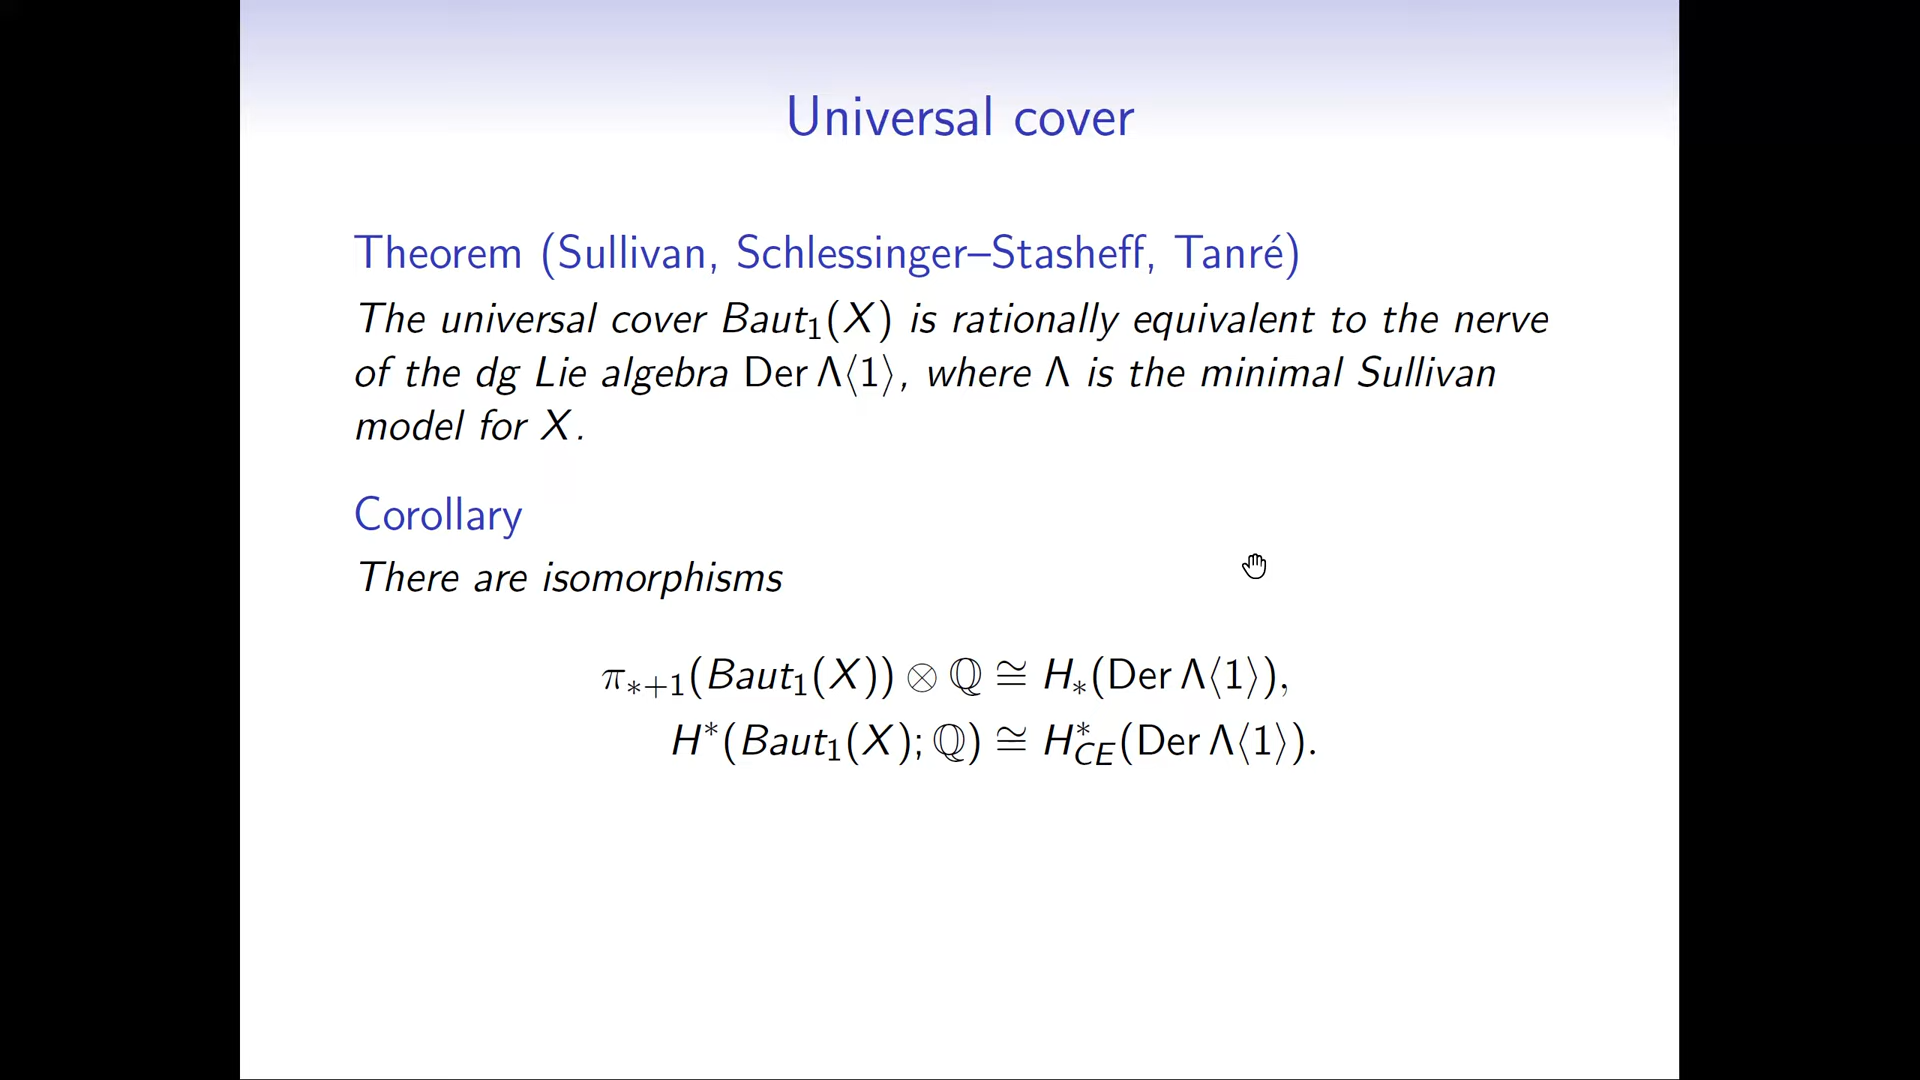 Universal cover
Theorem (Sullivan, Schlessinger–Stasheff, Tanré)
The universal cover Baut₁(X) is rationally equivalent to the nerve
of the dg Lie algebra Der Λ⟨1⟩, where Λ is the minimal Sullivan
model for X.
Corollary
There are isomorphisms
π_{*+1}(Baut₁(X)) ⊗ ℚ ≅ H_*(Der Λ⟨1⟩),
H^*(Baut₁(X); ℚ) ≅ H^*_{CE}(Der Λ⟨1⟩).